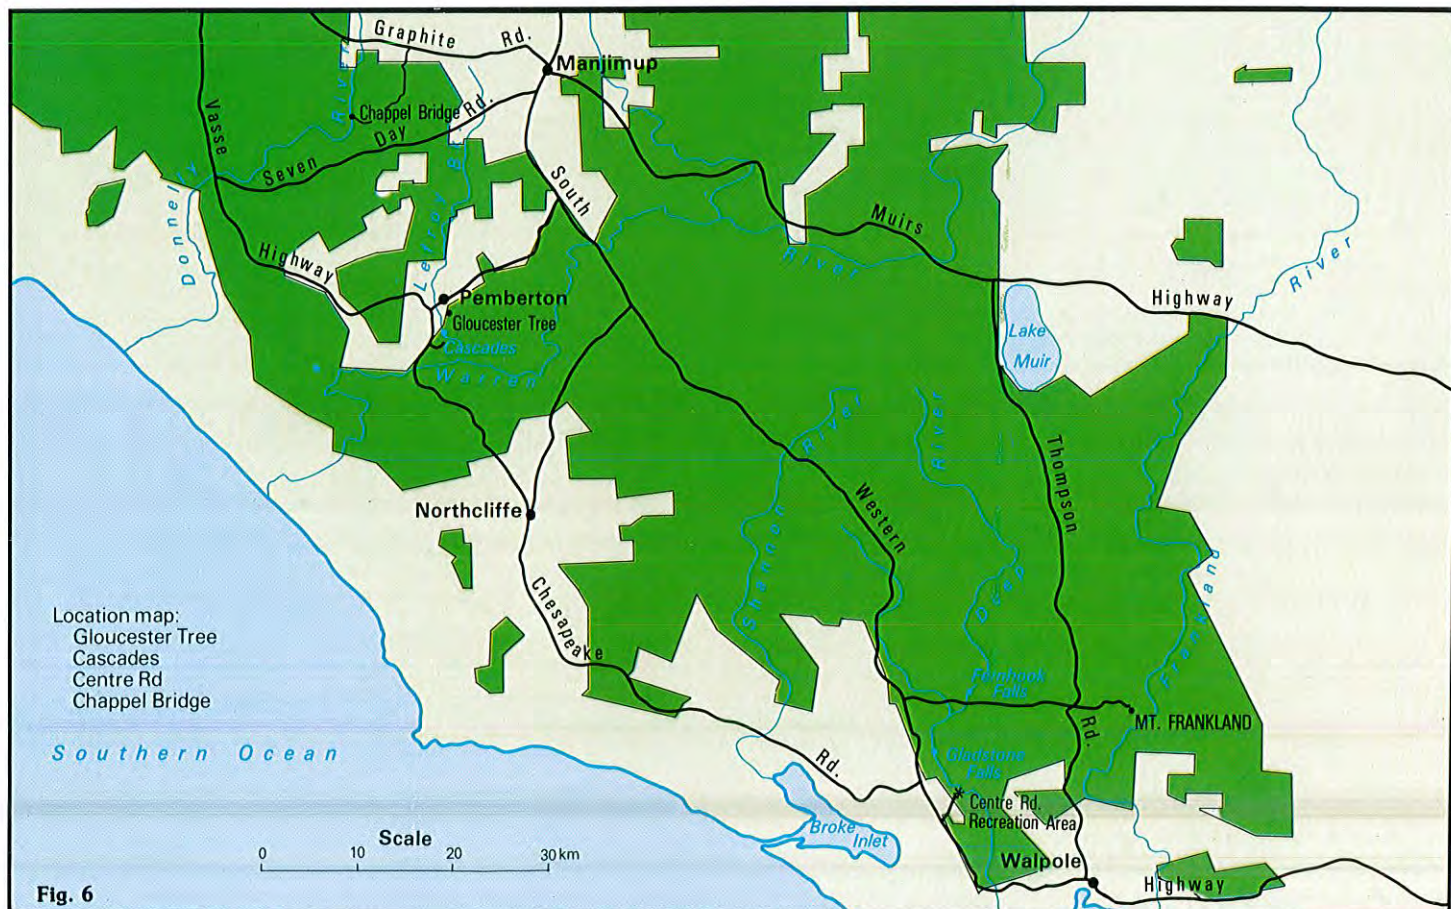 Graphite Rd.
Manjimup
River
Chappel Bridge
Vasse
Seven Day Rd.
Donnelly
Lefroy Bk.
South
Muirs
River
River
Highway
Highway
Pemberton
Gloucester Tree
Cascades
Warren
Lake
Muir
River
River
Thompson
Northcliffe
Western
Shannon
Deep
Frankland
Chesapeake
Location map:
Gloucester Tree
Cascades
Centre Rd
Chappel Bridge
Fernhook
Falls
MT. FRANKLAND
Rd.
Southern Ocean
Gladstone
Falls
Rd.
Centre Rd.
Recreation Area
Broke
Inlet
Scale
0 10 20 30 km
Walpole
Highway
Fig. 6